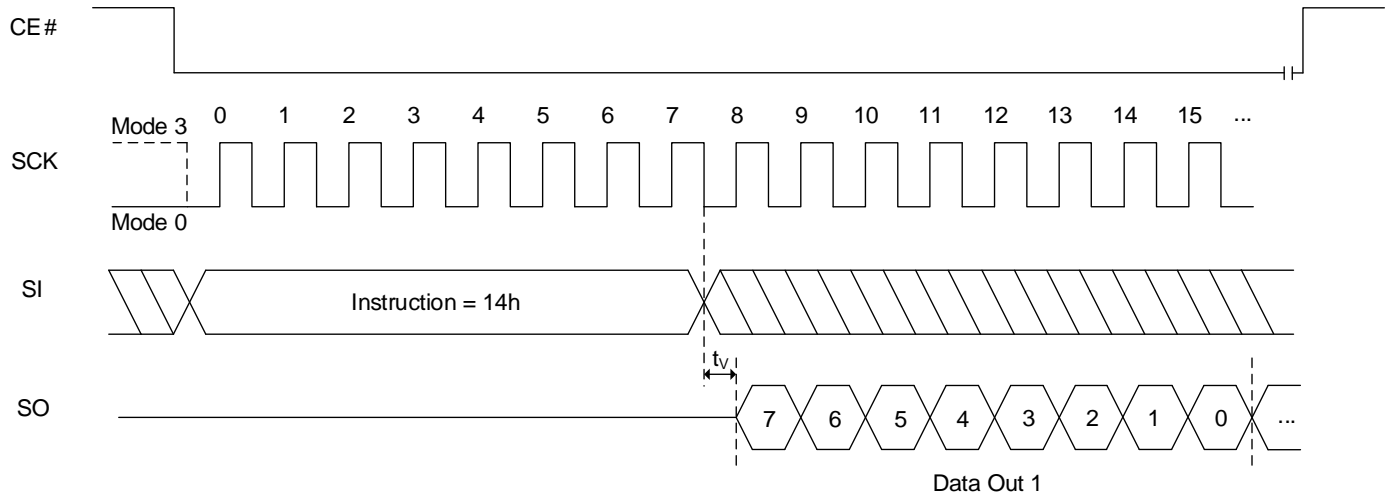 CE#
0 1 2 3 4 5 6 7 8 9 10 11 12 13 14 15 ...
Mode 3
SCK
Mode 0
SI
Instruction = 14h
tV
SO
7 6 5 4 3 2 1 0 ...
Data Out 1